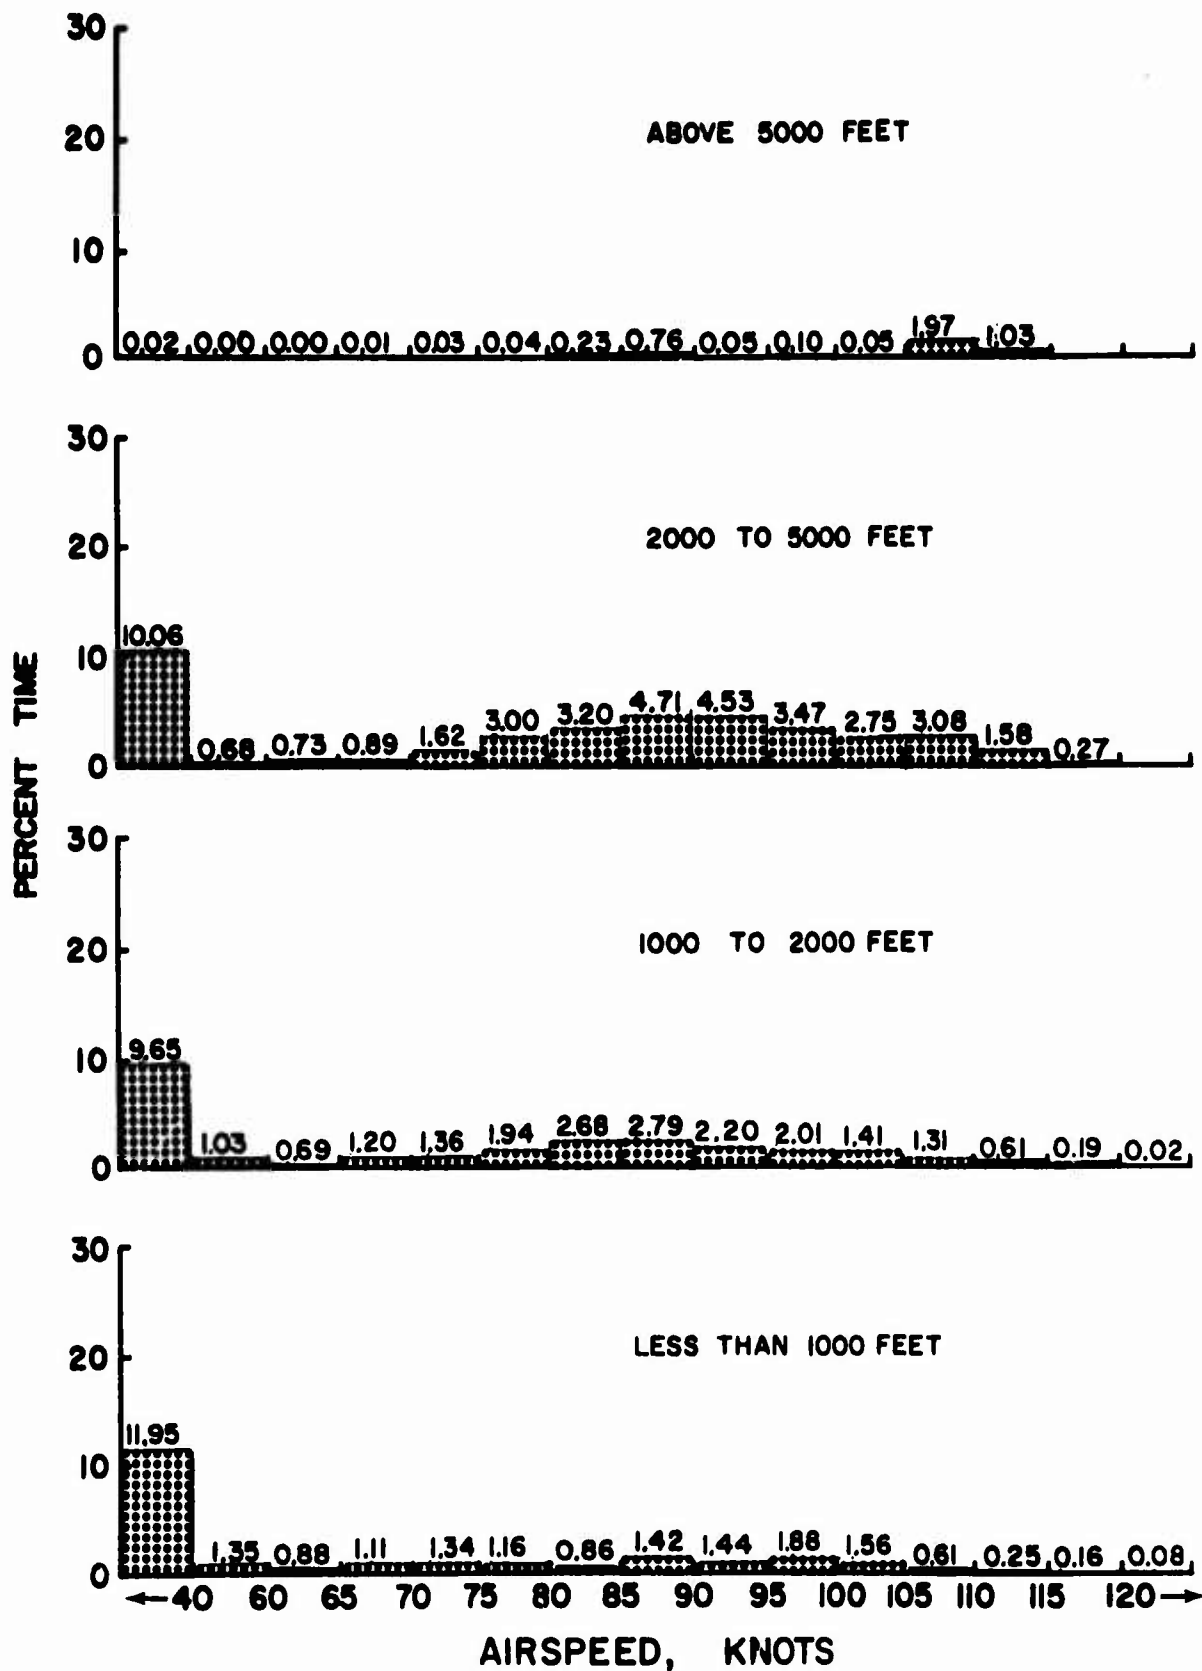 30
ABOVE 5000 FEET
20
10
0.02 0.00 0.00 0.01 0.03 0.04 0.23 0.76 0.05 0.10 0.05 1.97 1.03
0
30
2000 TO 5000 FEET
20
10.06
10
0.68 0.73 0.89 1.62 3.00 3.20 4.71 4.53 3.47 2.75 3.08 1.58 0.27
0
PERCENT TIME
30
1000 TO 2000 FEET
20
9.65
10
1.03 0.69 1.20 1.36 1.94 2.68 2.79 2.20 2.01 1.41 1.31 0.61 0.19 0.02
0
30
LESS THAN 1000 FEET
20
11.95
10
1.35 0.88 1.11 1.34 1.16 0.86 1.42 1.44 1.88 1.56 0.61 0.25 0.16 0.08
0
←40 60 65 70 75 80 85 90 95 100 105 110 115 120→
AIRSPEED, KNOTS